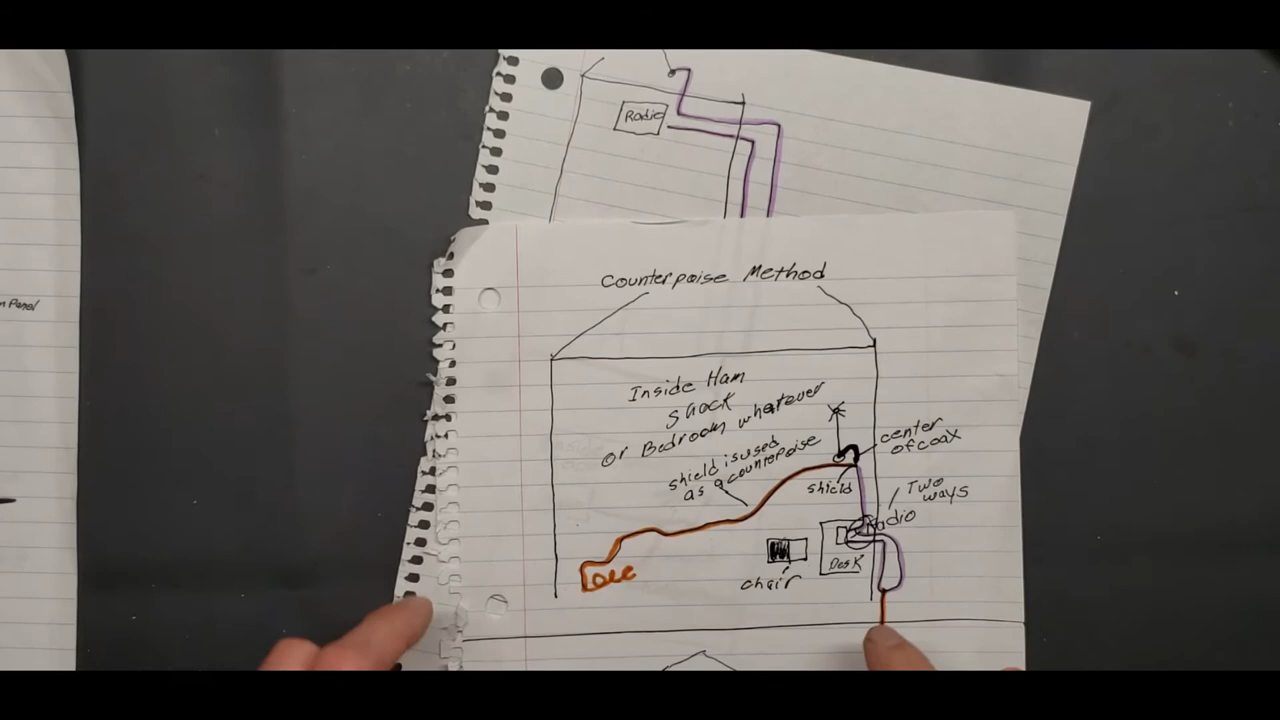 Radio
n Panel
Counterpoise Method
Inside Ham
Shack
or Bedroom whatever
shield is used
as a counterpoise
center
of coax
shield
Two
ways
Radio
Desk
chair